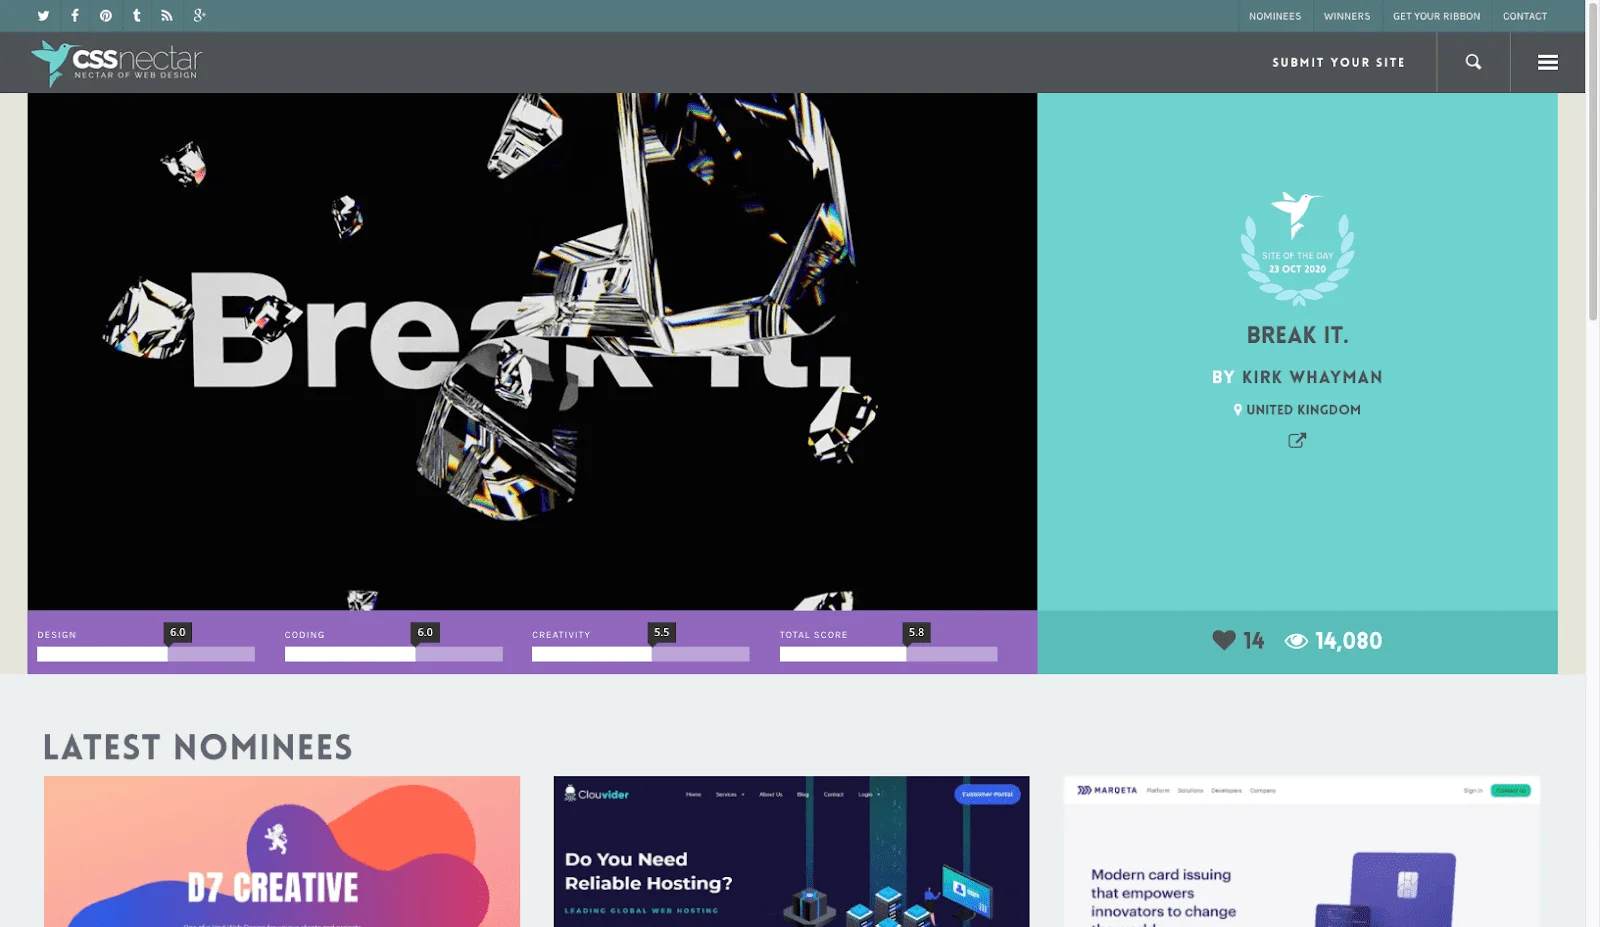 NOMINEES
WINNERS
GET YOUR RIBBON
CONTACT
CSSnectar
NECTAR OF WEB DESIGN
SUBMIT YOUR SITE
Break it.
SITE OF THE DAY
23 OCT 2020
BREAK IT.
BY KIRK WHAYMAN
UNITED KINGDOM
DESIGN
6.0
CODING
6.0
CREATIVITY
5.5
TOTAL SCORE
5.8
14
14,080
LATEST NOMINEES
D7 CREATIVE
Clouvider
Home
Services
About Us
Blog
Contact
Login
Customer Portal
Do You Need
Reliable Hosting?
LEADING GLOBAL WEB HOSTING
MARQETA
Platform
Solutions
Developers
Company
Sign in
Contact us
Modern card issuing
that empowers
innovators to change